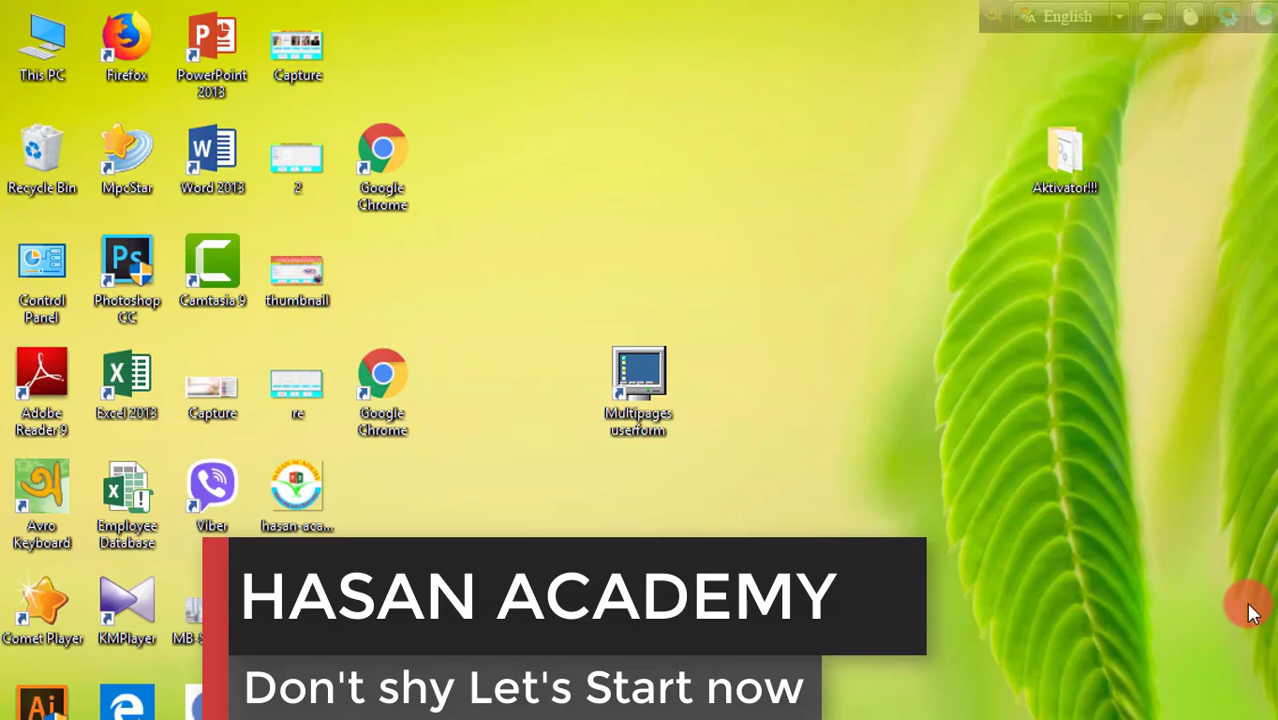 অ English
This PC
Firefox
PowerPoint
2013
Capture
Recycle Bin
MpcStar
Word 2013
2
Google
Chrome
Aktivator!!!
Control
Panel
Photoshop
CC
Camtasia 9
thumbnail
Adobe
Reader 9
Excel 2013
Capture
re
Google
Chrome
Multipages
userform
Avro
Keyboard
Employee
Database
Viber
hasan-aca...
Comet Player
KMPlayer
HASAN ACADEMY
Don't shy Let's Start now